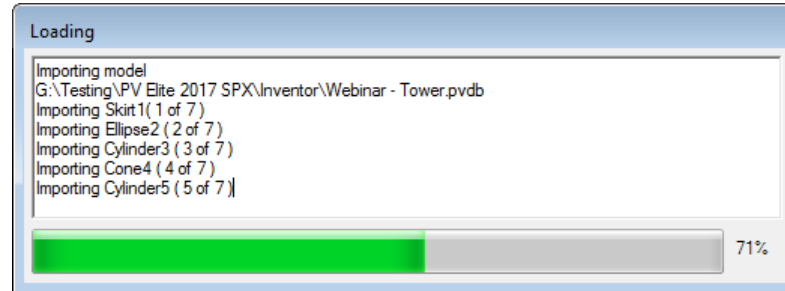 Loading
Importing model
G:\Testing\PV Elite 2017 SPX\Inventor\Webinar - Tower.pvdb
Importing Skirt1( 1 of 7 )
Importing Ellipse2 ( 2 of 7 )
Importing Cylinder3 ( 3 of 7 )
Importing Cone4 ( 4 of 7 )
Importing Cylinder5 ( 5 of 7 )
71%